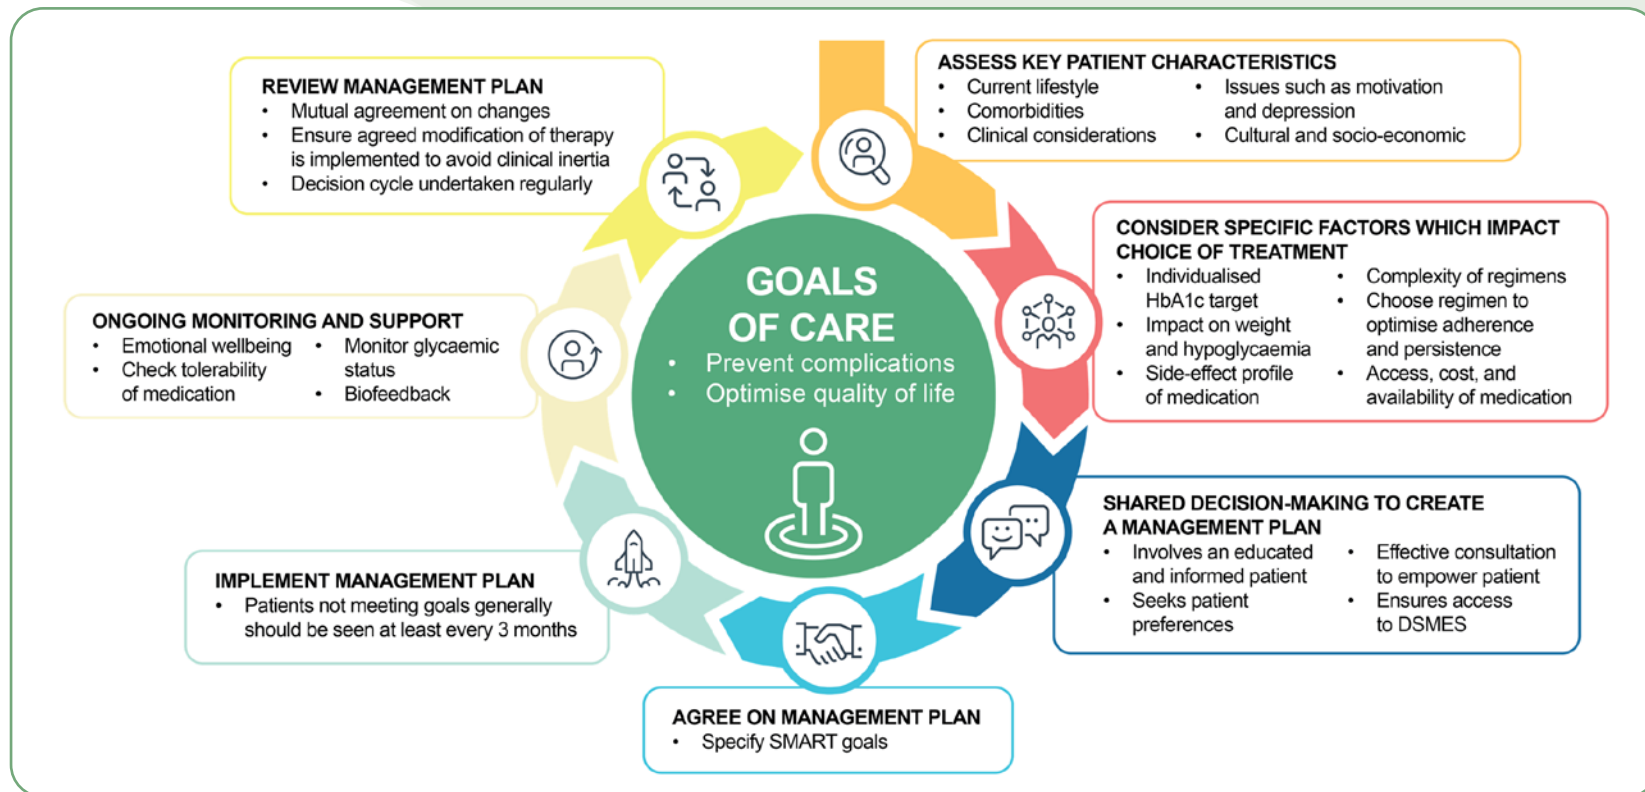 GOALS
OF CARE
• Prevent complications
• Optimise quality of life
ASSESS KEY PATIENT CHARACTERISTICS
• Current lifestyle
• Comorbidities
• Clinical considerations
• Issues such as motivation
and depression
• Cultural and socio-economic
CONSIDER SPECIFIC FACTORS WHICH IMPACT
CHOICE OF TREATMENT
• Individualised
HbA1c target
• Impact on weight
and hypoglycaemia
• Side-effect profile
of medication
• Complexity of regimens
• Choose regimen to
optimise adherence
and persistence
• Access, cost, and
availability of medication
SHARED DECISION-MAKING TO CREATE
A MANAGEMENT PLAN
• Involves an educated
and informed patient
• Seeks patient
preferences
• Effective consultation
to empower patient
• Ensures access
to DSMES
AGREE ON MANAGEMENT PLAN
• Specify SMART goals
IMPLEMENT MANAGEMENT PLAN
• Patients not meeting goals generally
should be seen at least every 3 months
ONGOING MONITORING AND SUPPORT
• Emotional wellbeing
• Check tolerability
of medication
• Monitor glycaemic
status
• Biofeedback
REVIEW MANAGEMENT PLAN
• Mutual agreement on changes
• Ensure agreed modification of therapy
is implemented to avoid clinical inertia
• Decision cycle undertaken regularly